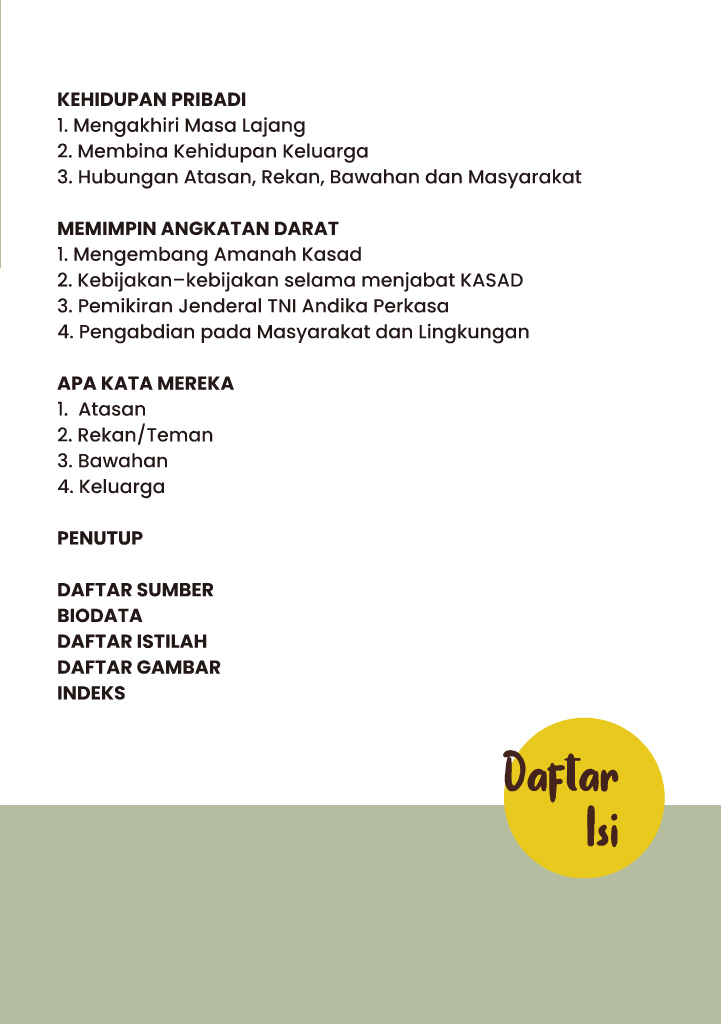 KEHIDUPAN PRIBADI
1. Mengakhiri Masa Lajang
2. Membina Kehidupan Keluarga
3. Hubungan Atasan, Rekan, Bawahan dan Masyarakat
MEMIMPIN ANGKATAN DARAT
1. Mengembang Amanah Kasad
2. Kebijakan–kebijakan selama menjabat KASAD
3. Pemikiran Jenderal TNI Andika Perkasa
4. Pengabdian pada Masyarakat dan Lingkungan
APA KATA MEREKA
1. Atasan
2. Rekan/Teman
3. Bawahan
4. Keluarga
PENUTUP
DAFTAR SUMBER
BIODATA
DAFTAR ISTILAH
DAFTAR GAMBAR
INDEKS
Daftar
Isi